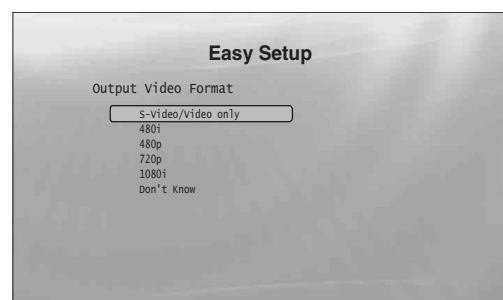 Easy Setup
Output Video Format
S-Video/Video only
480i
480p
720p
1080i
Don't Know